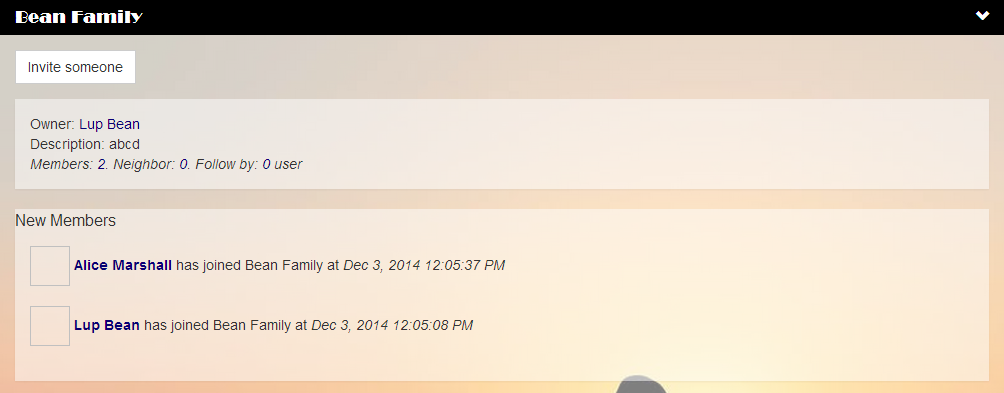 Bean Family
Invite someone
Owner: Lup Bean
Description: abcd
Members: 2. Neighbor: 0. Follow by: 0 user
New Members
Alice Marshall has joined Bean Family at Dec 3, 2014 12:05:37 PM
Lup Bean has joined Bean Family at Dec 3, 2014 12:05:08 PM